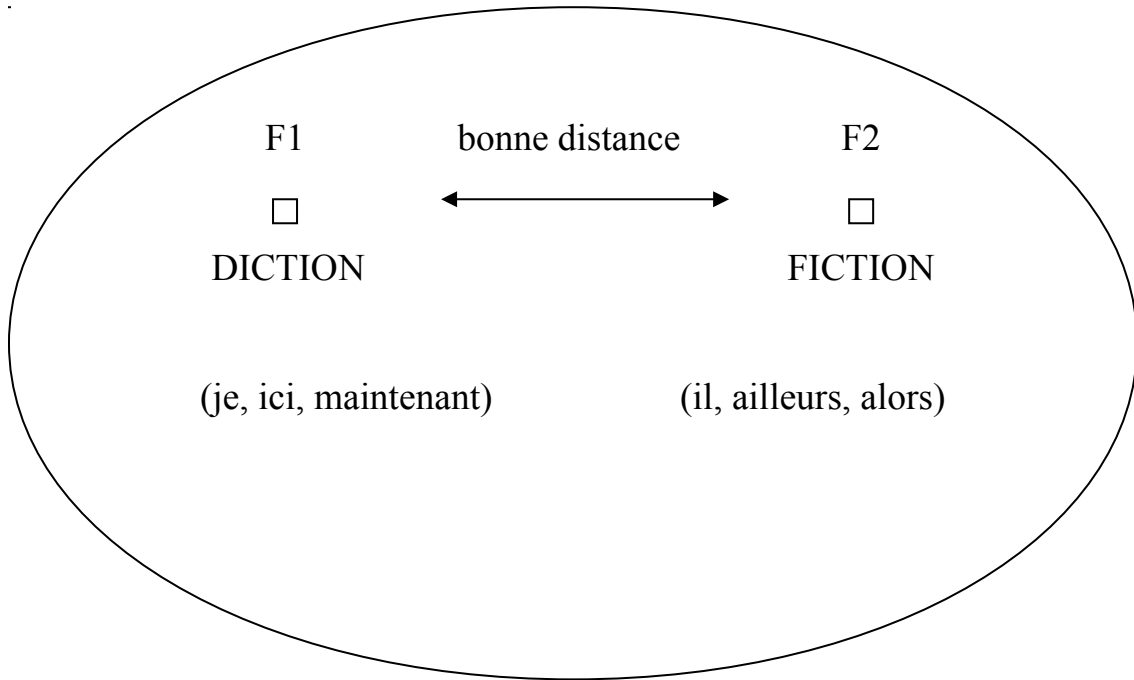 F1 bonne distance F2
DICTION FICTION
(je, ici, maintenant) (il, ailleurs, alors)